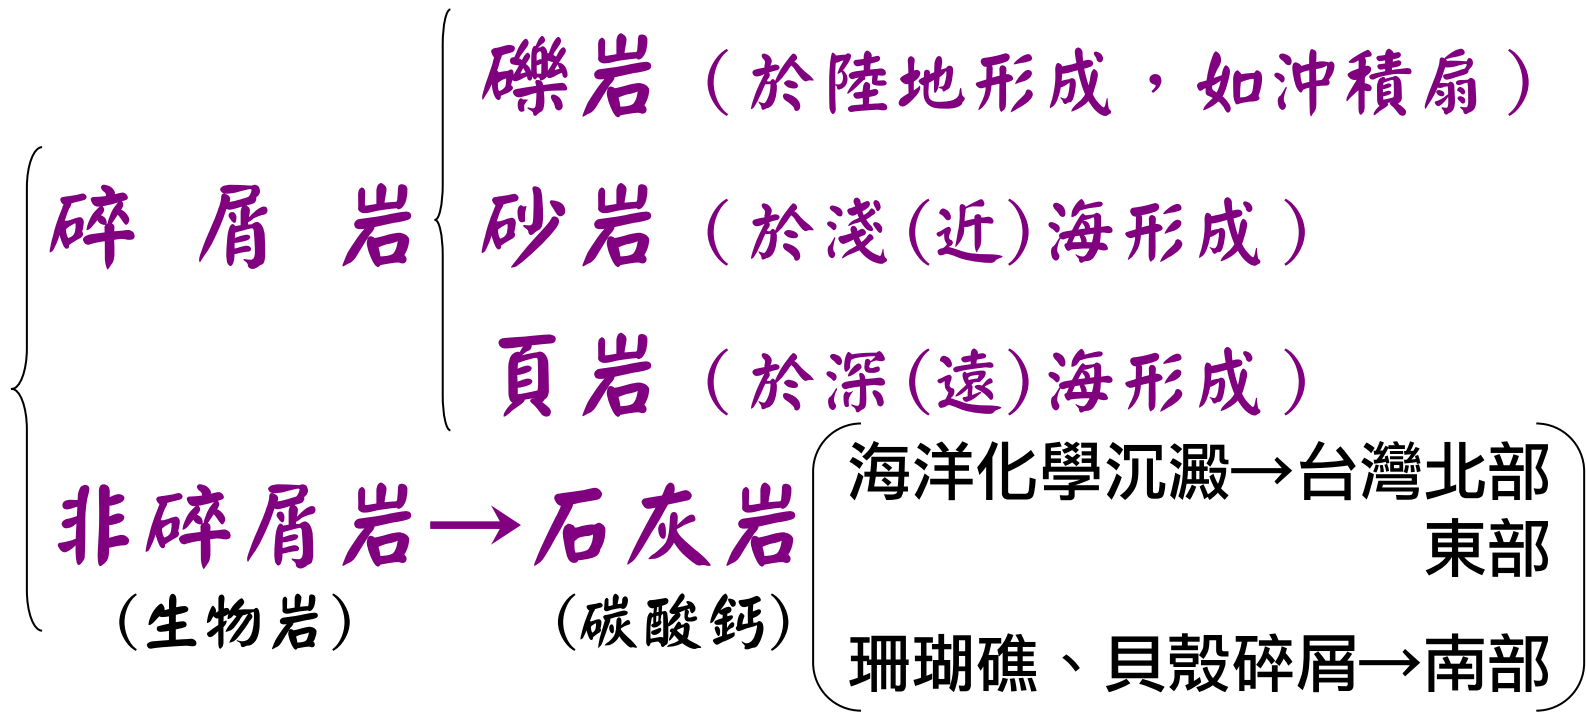 礫岩（於陸地形成，如沖積扇）
碎屑岩
砂岩（於淺(近)海形成）
頁岩（於深(遠)海形成）
非碎屑岩→石灰岩
(生物岩)
(碳酸鈣)
海洋化學沉澱→台灣北部
東部
珊瑚礁、貝殼碎屑→南部